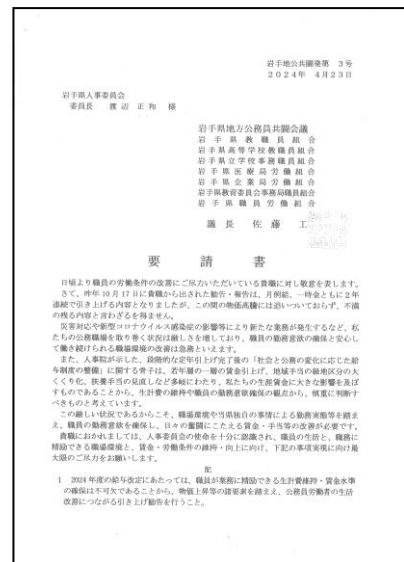 岩手地公共闘発第 3号
2024年 4月23日
岩手県人事委員会
委員長 渡辺 正和 様
岩手県地方公務員共闘会議
岩手県教職員組合
岩手県高等学校教職員組合
岩手県立学校事務職員組合
岩手県医療局労働組合
岩手県企業局労働組合
岩手県教育委員会事務局職員組合
岩手県職員労働組合
議長 佐藤 工
要請書
日頃より職員の労働条件の改善にご尽力いただいている貴職に対し敬意を表します。
さて、昨年10月17日に貴職から出された勧告・報告は、月例給、一時金ともに2年
連続で引き上げる内容となりましたが、この間の物価高騰には追いついておらず、不満
の残る内容と言わざるを得ません。
災害対応や新型コロナウイルス感染症の影響等により新たな業務が発生するなど、私
たちの公務職場を取り巻く状況は厳しさを増しており、職員の勤務意欲の確保と安心し
て働き続けられる職場環境の改善は急務といえます。
また、人事院が示した、段階的な定年引上げ完了後の「社会と公務の変化に応じた給
与制度の整備」に関する骨子は、若年層の一層の賃金引上げ、地域手当の級地区分の大
くくり化、扶養手当の見直しなど多岐にわたり、私たちの生涯賃金に大きな影響を及ぼ
すものであることから、生計費の維持や職員の勤務意欲確保の観点から、慎重に判断す
べきものと考えています。
この厳しい状況であるからこそ、職場環境や当県独自の事情による勤務実態等を踏ま
え、職員の勤務意欲を確保し、日々の奮闘にこたえる賃金・手当等の改善が必要です。
貴職におかれましては、人事委員会の使命を十分に認識され、職員の生活と、職務に
精励できる職場環境と、賃金・労働条件の維持・向上に向け、下記の事項実現に向け最
大限のご尽力をお願いします。
記
1 2024年度の給与改定にあたっては、職員が業務に精励できる生計費維持・賃金水準
の確保は不可欠であることから、物価上昇等の諸要素を踏まえ、公務員労働者の生活
改善につながる引き上げ勧告を行うこと。